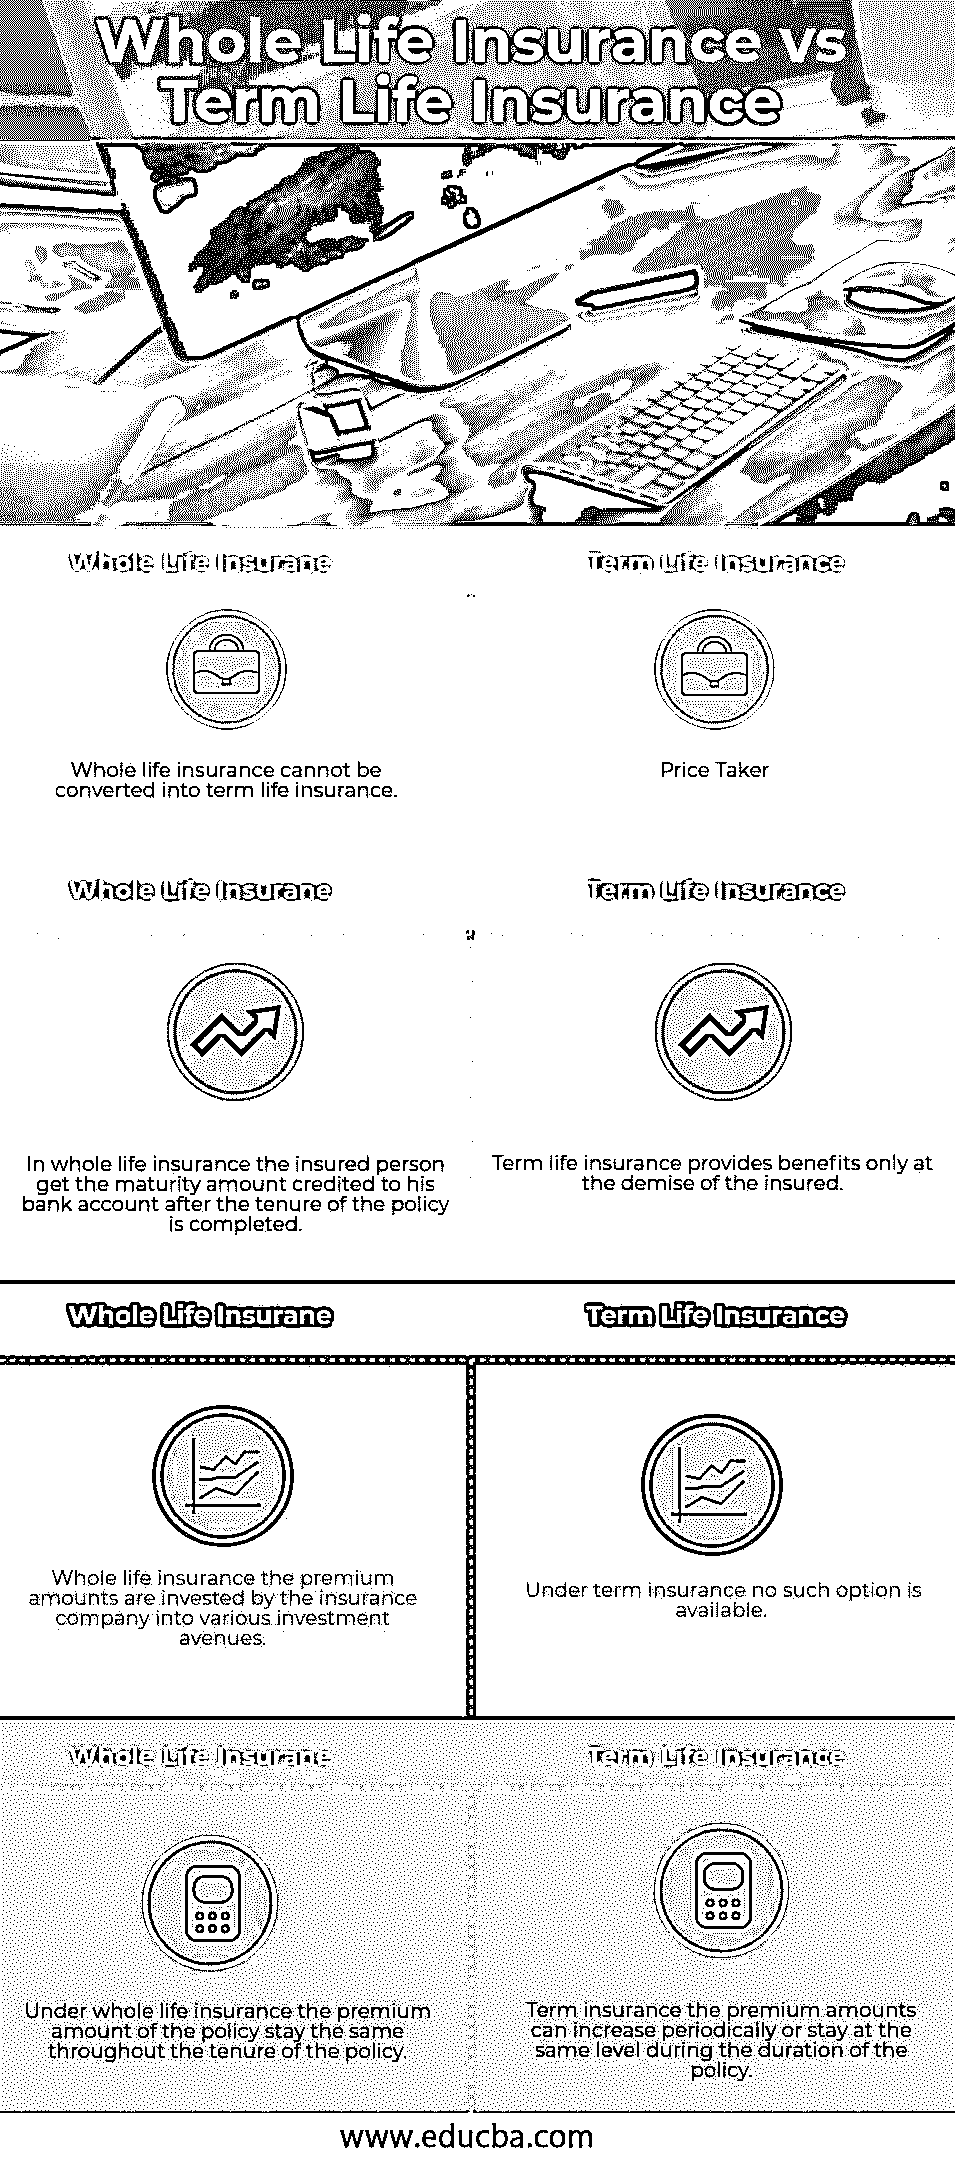 Whole Life Insurance vs
Term Life Insurance
Whole Life Insurane
Term Life Insurance
Whole life insurance cannot be
converted into term life insurance.
Price Taker
Whole Life Insurane
Term Life Insurance
In whole life insurance the insured person
get the maturity amount credited to his
bank account after the tenure of the policy
is completed.
Term life insurance provides benefits only at
the demise of the insured.
Whole Life Insurane
Term Life Insurance
Whole life insurance the premium
amounts are invested by the insurance
company into various investment
avenues.
Under term insurance no such option is
available.
Whole Life Insurane
Term Life Insurance
Under whole life insurance the premium
amount of the policy stay the same
throughout the tenure of the policy.
Term insurance the premium amounts
can increase periodically or stay at the
same level during the duration of the
policy.
www.educba.com